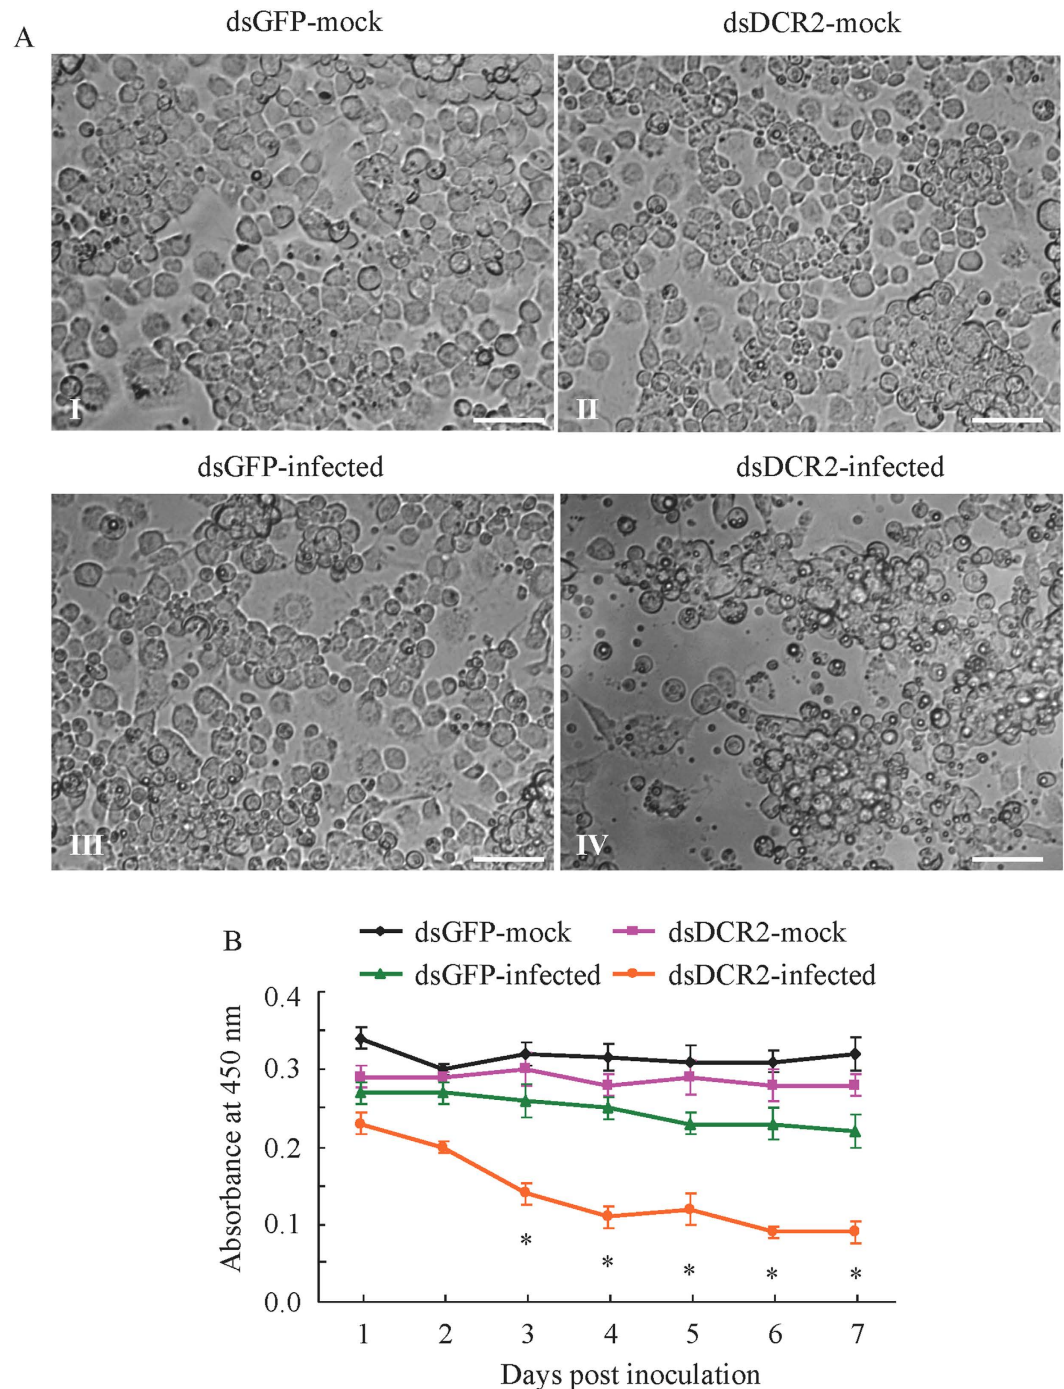 A
dsGFP-mock
dsDCR2-mock
I
II
dsGFP-infected
dsDCR2-infected
III
IV
B
dsGFP-mock
dsDCR2-mock
dsGFP-infected
dsDCR2-infected
Absorbance at 450 nm
0.4
0.3
0.2
0.1
0.0
*
*
*
*
*
1 2 3 4 5 6 7
Days post inoculation